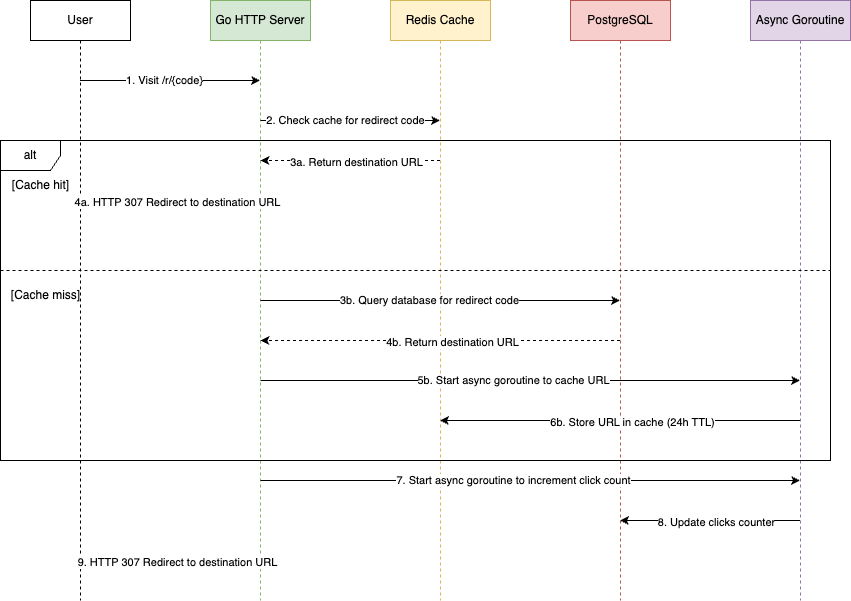 User
Go HTTP Server
Redis Cache
PostgreSQL
Async Goroutine
1. Visit /r/{code}
2. Check cache for redirect code
alt
3a. Return destination URL
[Cache hit]
4a. HTTP 307 Redirect to destination URL
[Cache miss]
3b. Query database for redirect code
4b. Return destination URL
5b. Start async goroutine to cache URL
6b. Store URL in cache (24h TTL)
7. Start async goroutine to increment click count
8. Update clicks counter
9. HTTP 307 Redirect to destination URL